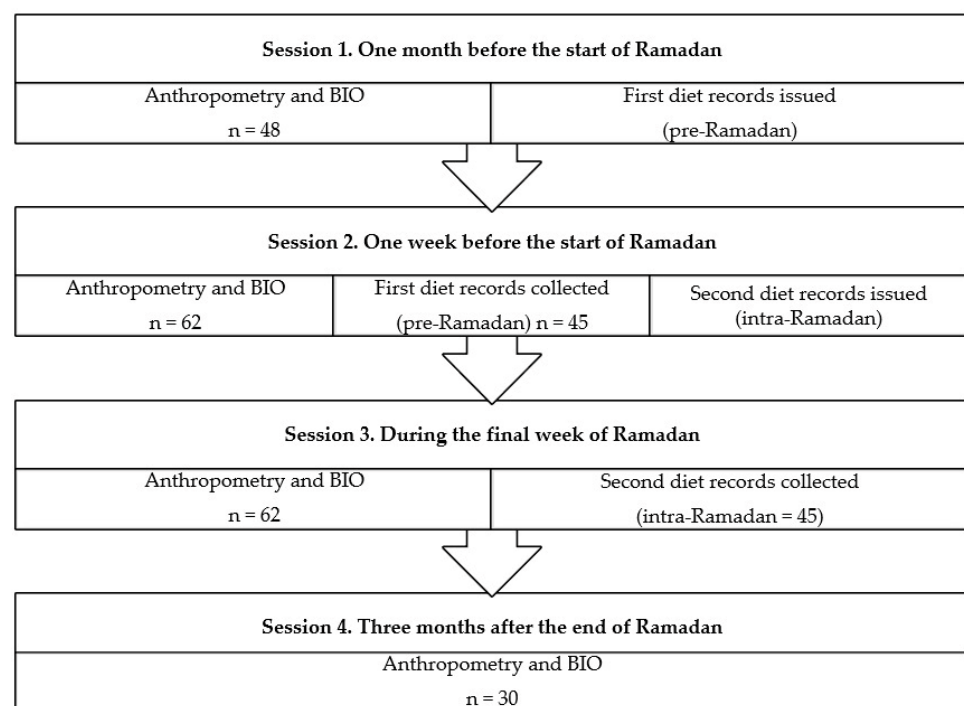 Session 1. One month before the start of Ramadan
Anthropometry and BIO
n = 48
First diet records issued
(pre-Ramadan)
Session 2. One week before the start of Ramadan
Anthropometry and BIO
n = 62
First diet records collected
(pre-Ramadan) n = 45
Second diet records issued
(intra-Ramadan)
Session 3. During the final week of Ramadan
Anthropometry and BIO
n = 62
Second diet records collected
(intra-Ramadan = 45)
Session 4. Three months after the end of Ramadan
Anthropometry and BIO
n = 30